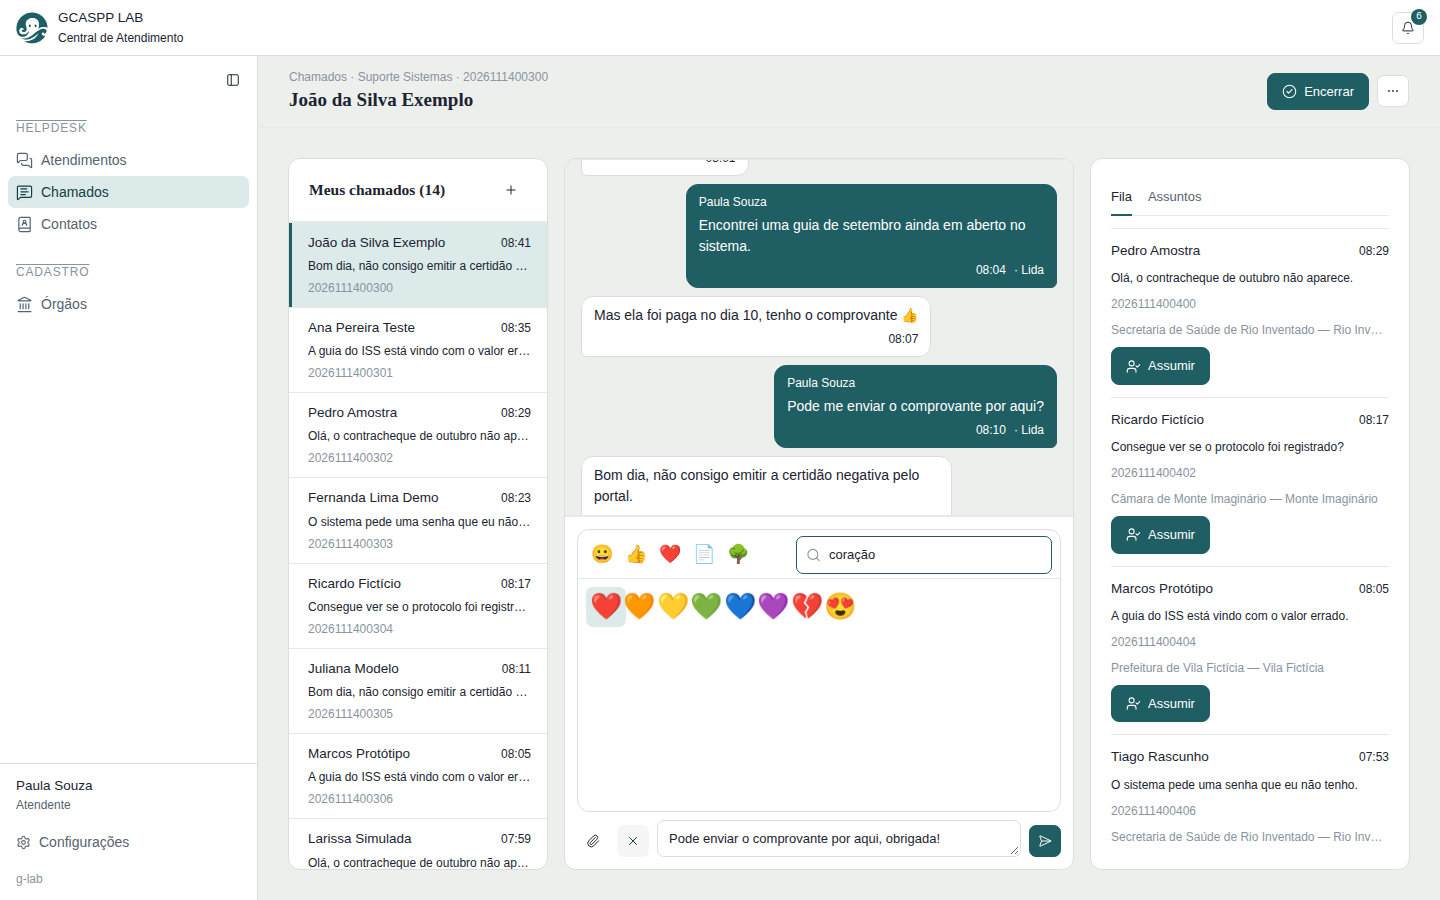 GCASPP LAB
Central de Atendimento
6
HELPDESK
Atendimentos
Chamados
Contatos
CADASTRO
Órgãos
Paula Souza
Atendente
Configurações
g-lab
Chamados · Suporte Sistemas · 2026111400300
João da Silva Exemplo
Encerrar
Meus chamados (14)
João da Silva Exemplo 08:41
Bom dia, não consigo emitir a certidão …
2026111400300
Ana Pereira Teste 08:35
A guia do ISS está vindo com o valor er…
2026111400301
Pedro Amostra 08:29
Olá, o contracheque de outubro não ap…
2026111400302
Fernanda Lima Demo 08:23
O sistema pede uma senha que eu não…
2026111400303
Ricardo Fictício 08:17
Consegue ver se o protocolo foi registr…
2026111400304
Juliana Modelo 08:11
Bom dia, não consigo emitir a certidão …
2026111400305
Marcos Protótipo 08:05
A guia do ISS está vindo com o valor er…
2026111400306
Larissa Simulada 07:59
Olá, o contracheque de outubro não ap…
Paula Souza
Encontrei uma guia de setembro ainda em aberto no
sistema.
08:04 · Lida
Mas ela foi paga no dia 10, tenho o comprovante 👍
08:07
Paula Souza
Pode me enviar o comprovante por aqui?
08:10 · Lida
Bom dia, não consigo emitir a certidão negativa pelo
portal.
coração
Pode enviar o comprovante por aqui, obrigada!
Fila Assuntos
Pedro Amostra 08:29
Olá, o contracheque de outubro não aparece.
2026111400400
Secretaria de Saúde de Rio Inventado — Rio Inv…
Assumir
Ricardo Fictício 08:17
Consegue ver se o protocolo foi registrado?
2026111400402
Câmara de Monte Imaginário — Monte Imaginário
Assumir
Marcos Protótipo 08:05
A guia do ISS está vindo com o valor errado.
2026111400404
Prefeitura de Vila Fictícia — Vila Fictícia
Assumir
Tiago Rascunho 07:53
O sistema pede uma senha que eu não tenho.
2026111400406
Secretaria de Saúde de Rio Inventado — Rio Inv…